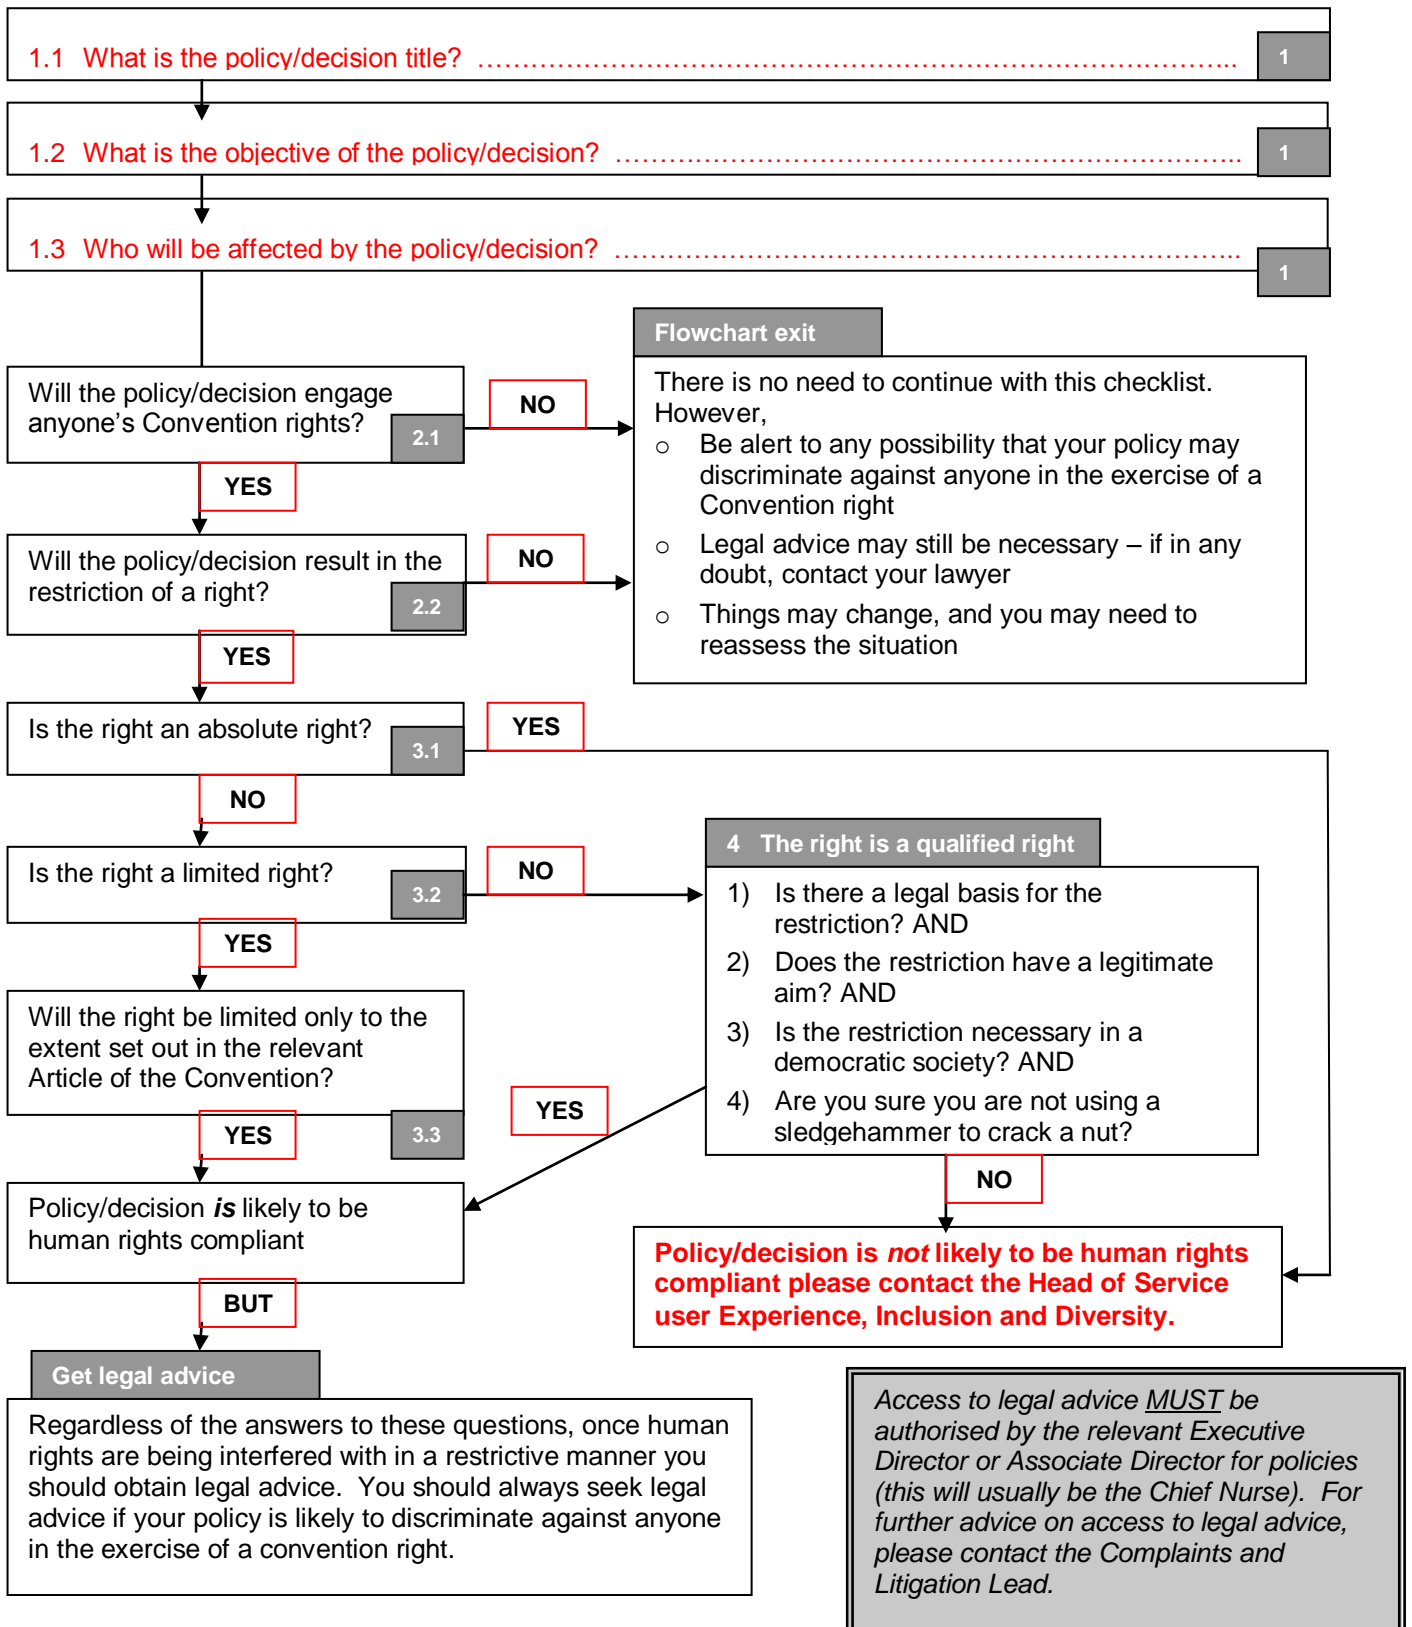 1.1 What is the policy/decision title? …………………………………………………………………………..
1
1.2 What is the objective of the policy/decision? ……………………………………………………………..
1
1.3 Who will be affected by the policy/decision? ……………………………………………………………..
1
Flowchart exit
Will the policy/decision engage
anyone’s Convention rights?
2.1
NO
There is no need to continue with this checklist.
However,
o Be alert to any possibility that your policy may
discriminate against anyone in the exercise of a
Convention right
o Legal advice may still be necessary – if in any
doubt, contact your lawyer
o Things may change, and you may need to
reassess the situation
YES
Will the policy/decision result in the
restriction of a right?
2.2
NO
YES
Is the right an absolute right?
3.1
YES
NO
Is the right a limited right?
3.2
NO
4 The right is a qualified right
1) Is there a legal basis for the
restriction? AND
2) Does the restriction have a legitimate
aim? AND
3) Is the restriction necessary in a
democratic society? AND
4) Are you sure you are not using a
sledgehammer to crack a nut?
YES
Will the right be limited only to the
extent set out in the relevant
Article of the Convention?
3.3
YES
YES
NO
Policy/decision is likely to be
human rights compliant
Policy/decision is not likely to be human rights
compliant please contact the Head of Service
user Experience, Inclusion and Diversity.
BUT
Get legal advice
Regardless of the answers to these questions, once human
rights are being interfered with in a restrictive manner you
should obtain legal advice. You should always seek legal
advice if your policy is likely to discriminate against anyone
in the exercise of a convention right.
Access to legal advice MUST be
authorised by the relevant Executive
Director or Associate Director for policies
(this will usually be the Chief Nurse). For
further advice on access to legal advice,
please contact the Complaints and
Litigation Lead.